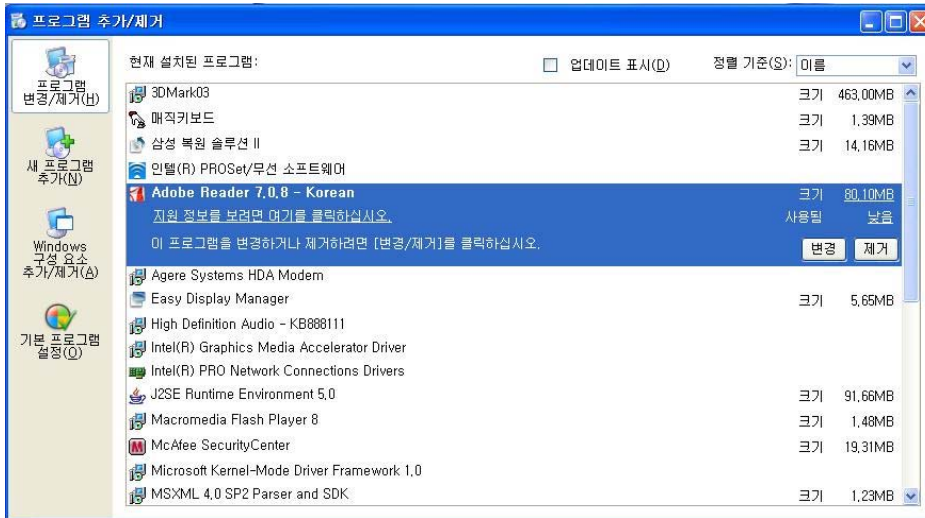 프로그램 추가/제거
프로그램
변경/제거(H)
새 프로그램
추가(N)
Windows
구성 요소
추가/제거(A)
기본 프로그램
설정(O)
현재 설치된 프로그램:
업데이트 표시(D)
정렬 기준(S): 이름
3DMark03 크기 463,00MB
매직키보드 크기 1,39MB
삼성 복원 솔루션 II 크기 14,16MB
인텔(R) PROSet/무선 소프트웨어
Adobe Reader 7,0,8 - Korean 크기 80,10MB
지원 정보를 보려면 여기를 클릭하십시오. 사용됨 낮음
이 프로그램을 변경하거나 제거하려면 [변경/제거]를 클릭하십시오. 변경 제거
Agere Systems HDA Modem
Easy Display Manager 크기 5,65MB
High Definition Audio - KB888111
Intel(R) Graphics Media Accelerator Driver
Intel(R) PRO Network Connections Drivers
J2SE Runtime Environment 5,0 크기 91,66MB
Macromedia Flash Player 8 크기 1,48MB
McAfee SecurityCenter 크기 19,31MB
Microsoft Kernel-Mode Driver Framework 1,0
MSXML 4,0 SP2 Parser and SDK 크기 1,23MB